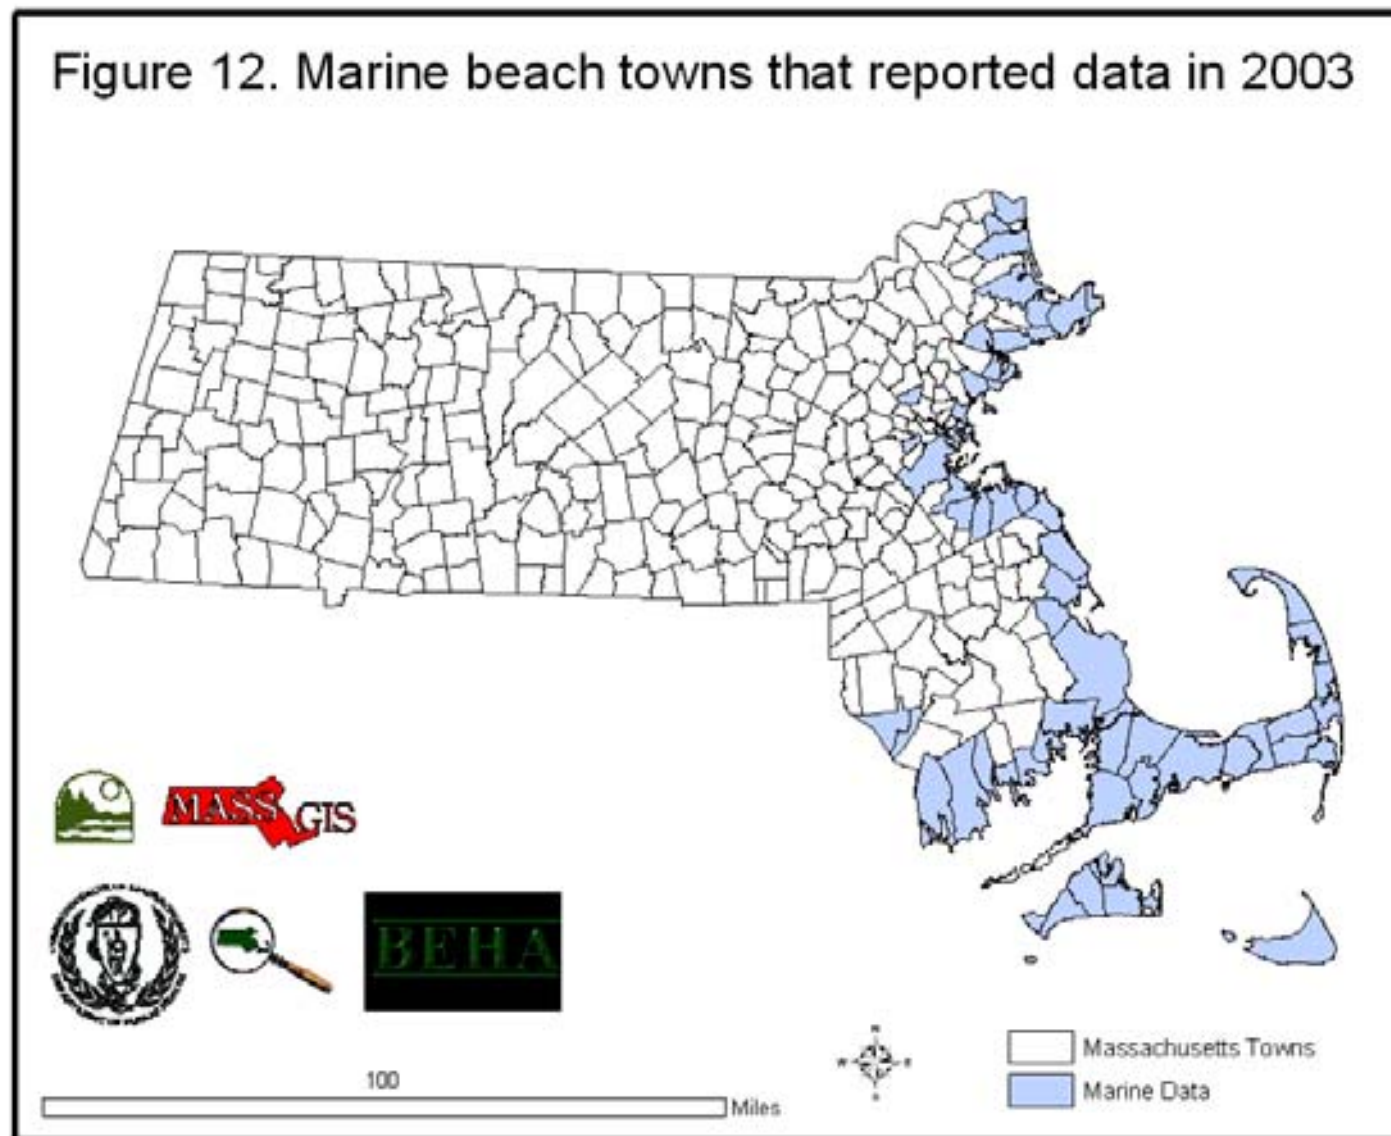 Figure 12. Marine beach towns that reported data in 2003
MASS GIS
BEHA
N
W E
S
Massachusetts Towns
Marine Data
100
Miles